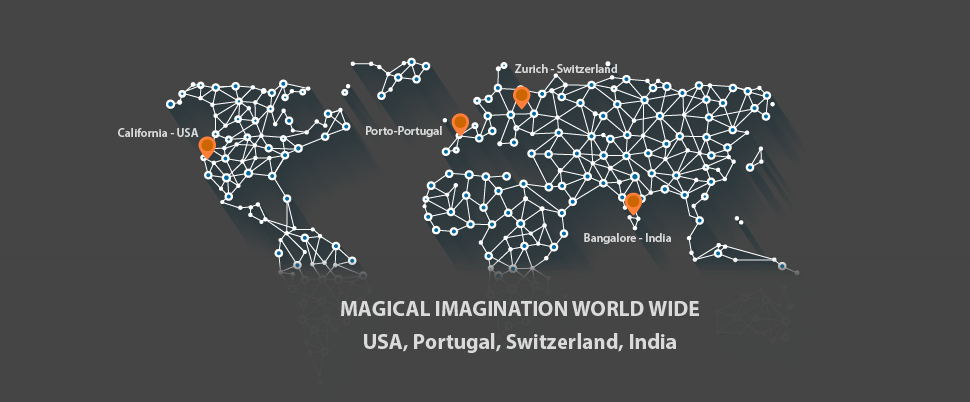 Zurich - Switzerland
California - USA
Porto-Portugal
Bangalore - India
MAGICAL IMAGINATION WORLD WIDE
USA, Portugal, Switzerland, India